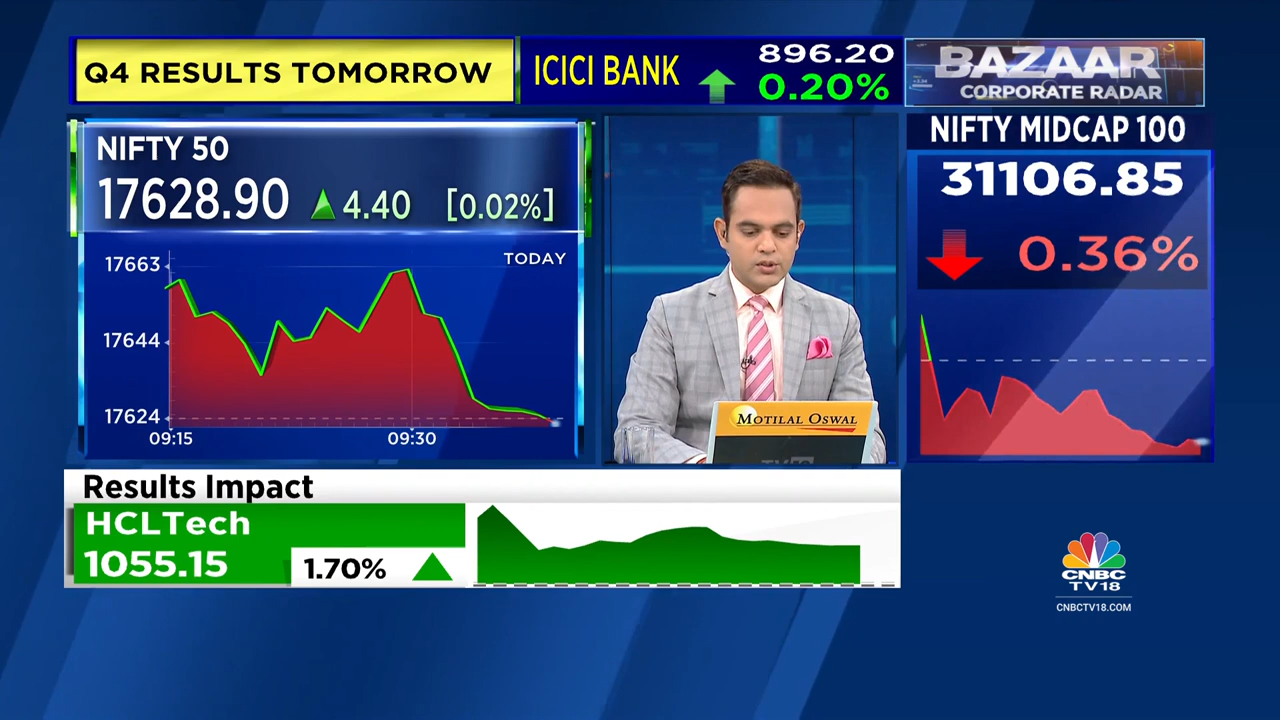 Q4 RESULTS TOMORROW
ICICI BANK
896.20
0.20%
BAZAAR
CORPORATE RADAR
NIFTY 50
17628.90 4.40 [0.02%]
TODAY
17663
17644
17624
09:15 09:30
MOTILAL OSWAL
TV18
NIFTY MIDCAP 100
31106.85
0.36%
Results Impact
HCLTech
1055.15
1.70%
CNBC
TV18
CNBCTV18.COM